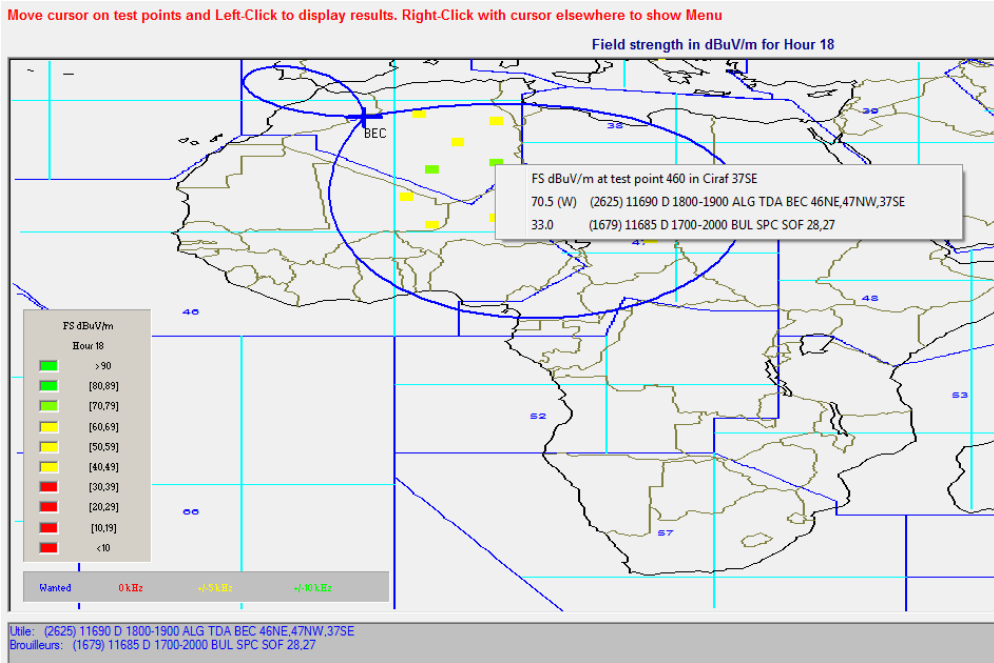 Move cursor on test points and Left-Click to display results. Right-Click with cursor elsewhere to show Menu
Field strength in dBuV/m for Hour 18
39
38
BEC
FS dBuV/m at test point 460 in Ciraf 37SE
70.5 (W) (2625) 11690 D 1800-1900 ALG TDA BEC 46NE,47NW,37SE
33.0 (1679) 11685 D 1700-2000 BUL SPC SOF 28,27
47
48
46
FS dBuV/m
Hour 18
>90
[80,89]
[70,79]
[60,69]
[50,59]
[40,49]
[30,39]
[20,29]
[10,19]
<10
53
52
66
57
Wanted 0 kHz +/-5 kHz +/-10 kHz
Utile: (2625) 11690 D 1800-1900 ALG TDA BEC 46NE,47NW,37SE
Brouilleurs: (1679) 11685 D 1700-2000 BUL SPC SOF 28,27